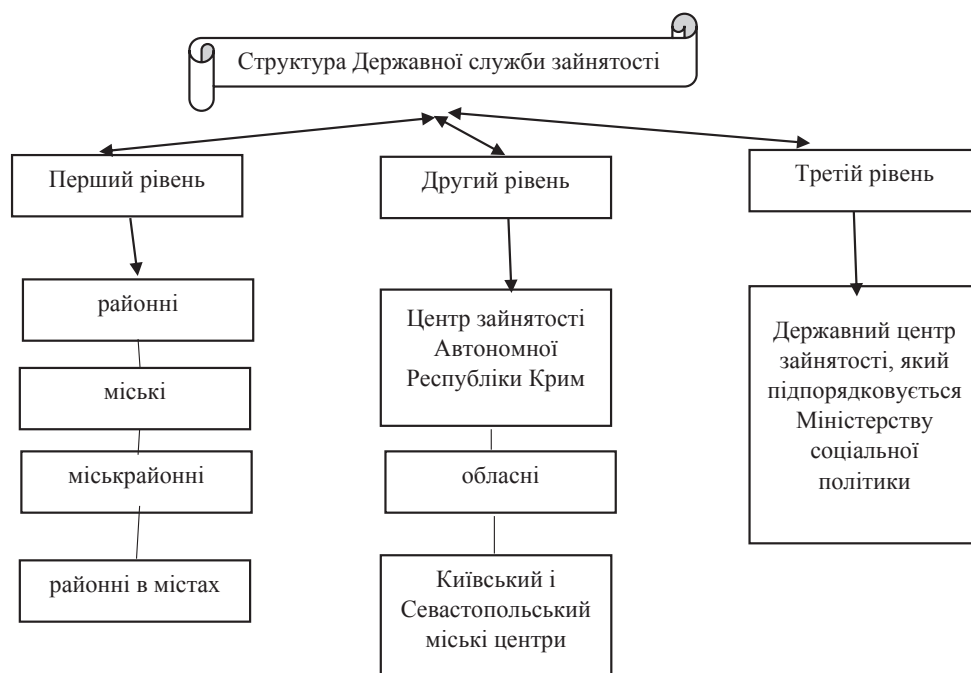 Структура Державної служби зайнятості
Перший рівень
Другий рівень
Третій рівень
районні
міські
міськрайонні
районні в містах
Центр зайнятості
Автономної
Республіки Крим
обласні
Київський і
Севастопольський
міські центри
Державний центр
зайнятості, який
підпорядковується
Міністерству
соціальної
політики